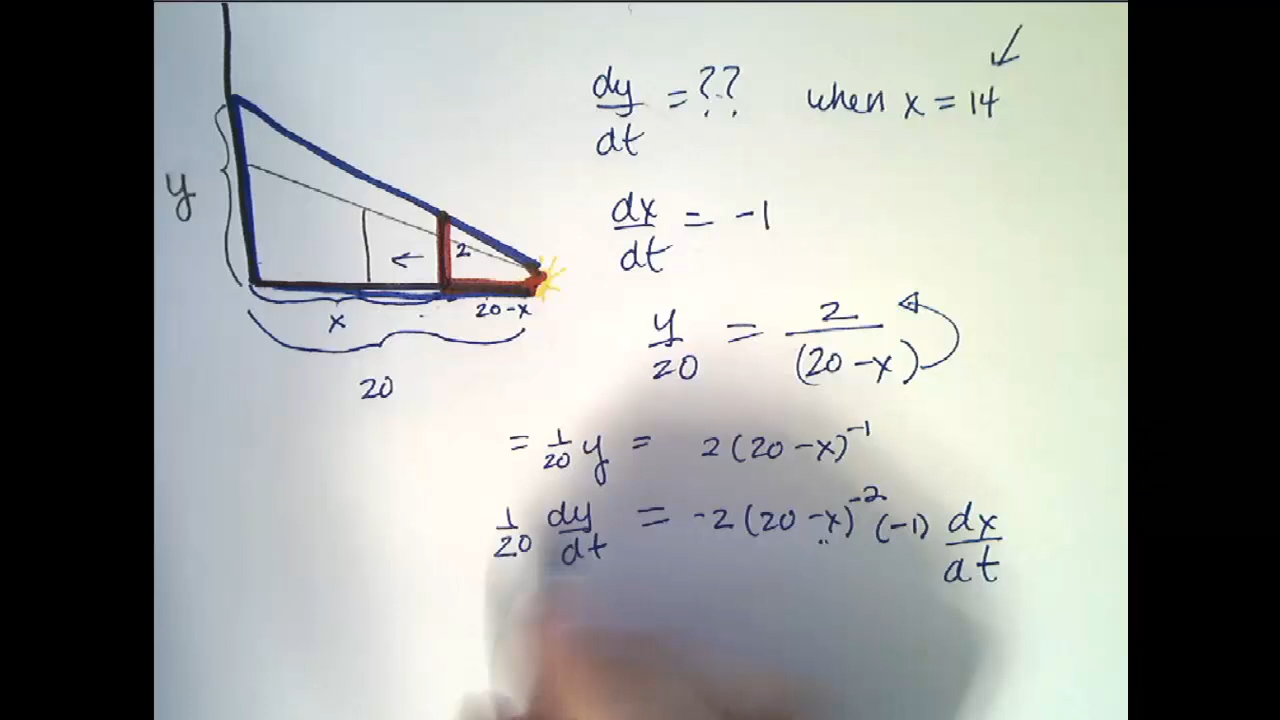 dy/dt = ?? when x = 14
dx/dt = -1
y
2
x
20-x
20
y/20 = 2/(20-x)
= 1/20 y = 2(20-x)^-1
1/20 dy/dt = -2(20-x)^-2 (-1) dx/dt